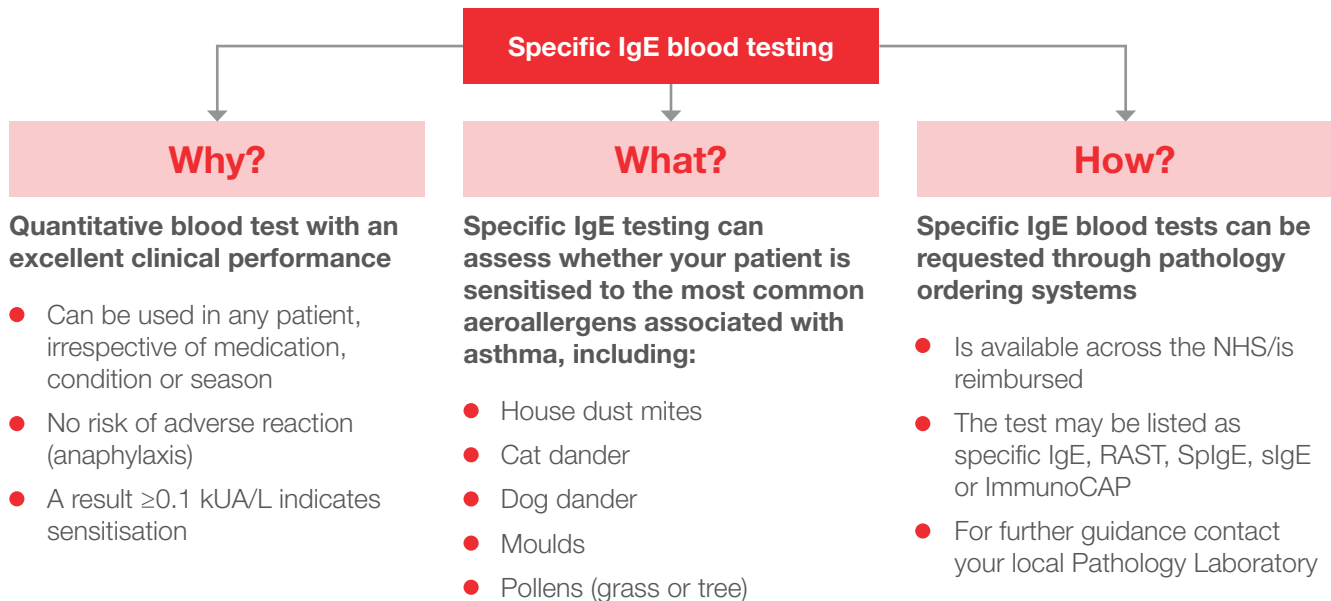 Specific IgE blood testing
Why?
Quantitative blood test with an
excellent clinical performance
● Can be used in any patient,
irrespective of medication,
condition or season
● No risk of adverse reaction
(anaphylaxis)
● A result ≥0.1 kUA/L indicates
sensitisation
What?
Specific IgE testing can
assess whether your patient is
sensitised to the most common
aeroallergens associated with
asthma, including:
● House dust mites
● Cat dander
● Dog dander
● Moulds
● Pollens (grass or tree)
How?
Specific IgE blood tests can be
requested through pathology
ordering systems
● Is available across the NHS/is
reimbursed
● The test may be listed as
specific IgE, RAST, SpIgE, sIgE
or ImmunoCAP
● For further guidance contact
your local Pathology Laboratory